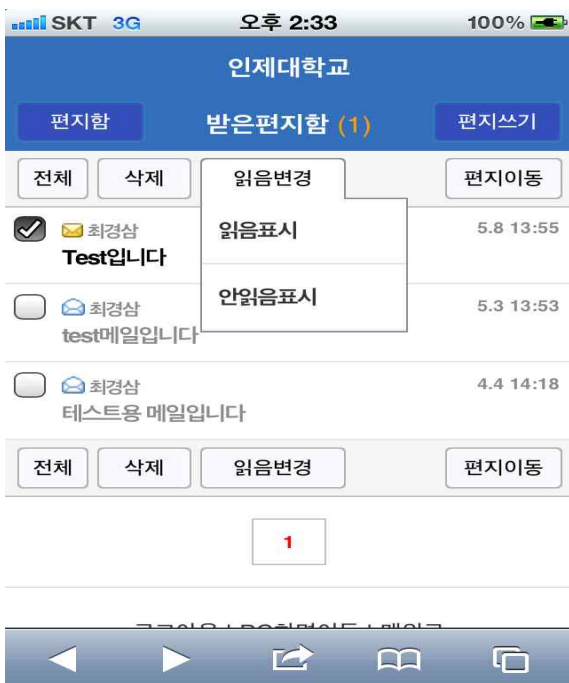 SKT 3G 오후 2:33 100%
인제대학교
편지함 받은편지함 (1) 편지쓰기
전체 삭제 읽음변경 편지이동
읽음표시
안읽음표시
최경삼 5.8 13:55
Test입니다
최경삼 5.3 13:53
test메일입니다
최경삼 4.4 14:18
테스트용 메일입니다
전체 삭제 읽음변경 편지이동
1